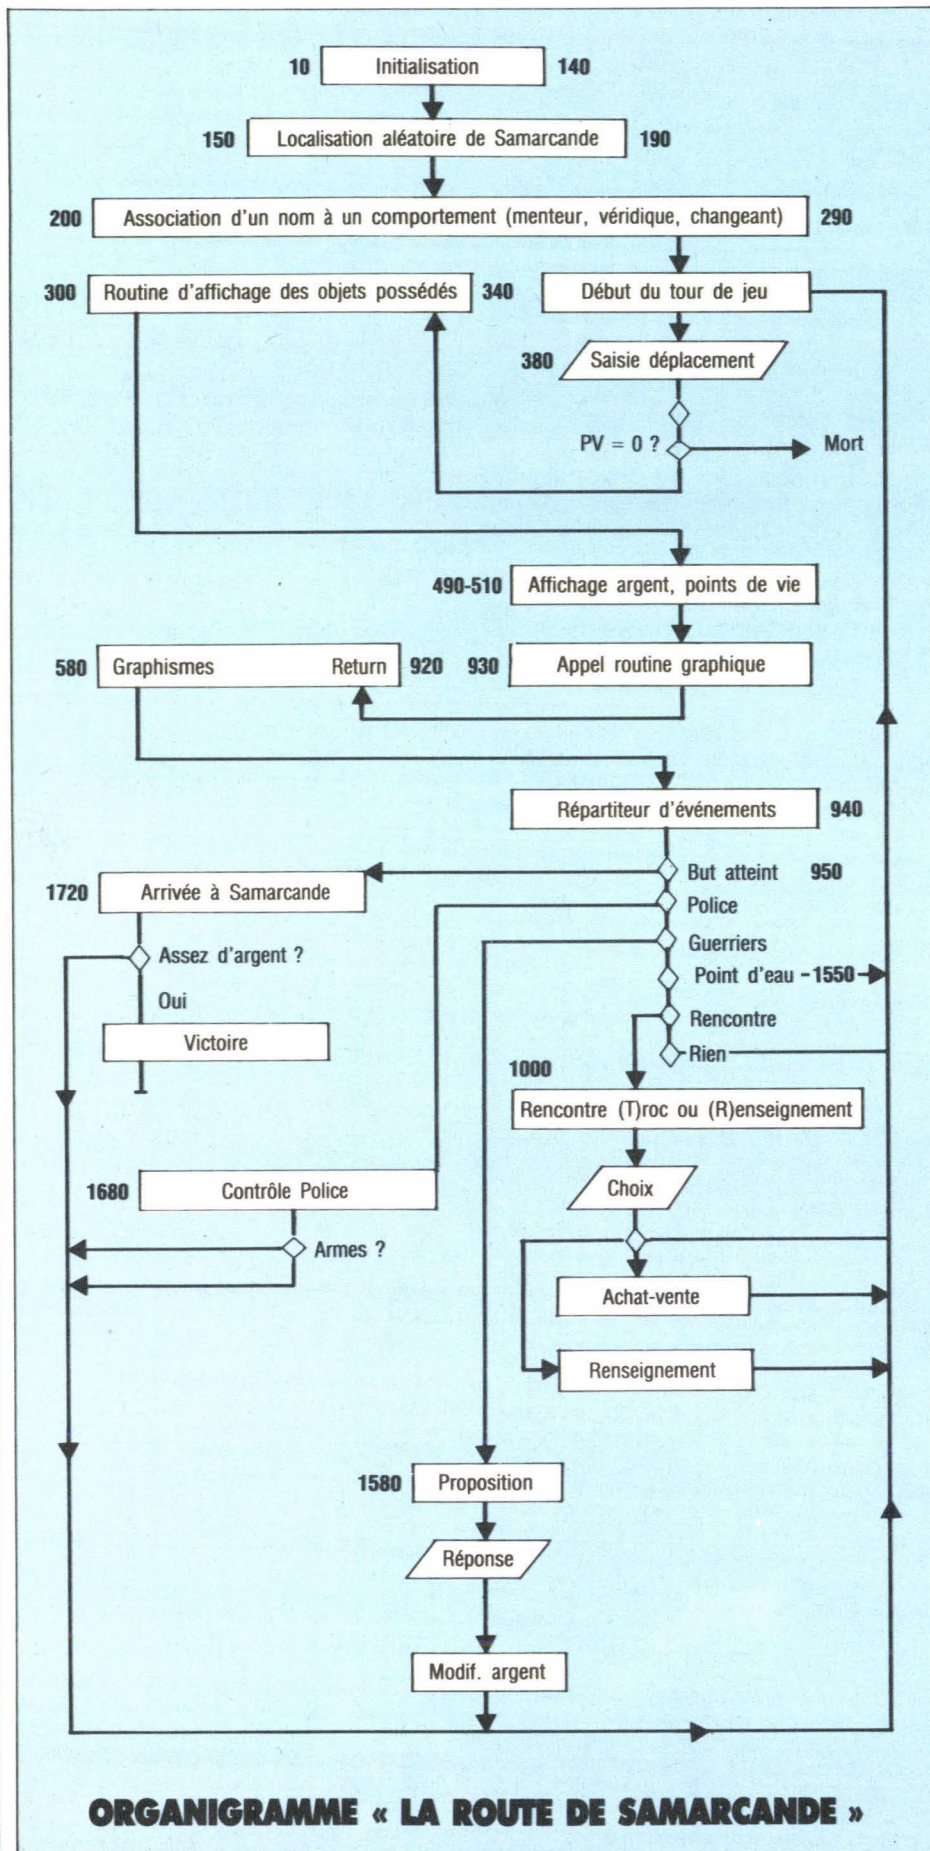 10 Initialisation 140
150 Localisation aléatoire de Samarcande 190
200 Association d'un nom à un comportement (menteur, véridique, changeant) 290
300 Routine d'affichage des objets possédés 340 Début du tour de jeu
380 Saisie déplacement
PV = 0 ? Mort
490-510 Affichage argent, points de vie
580 Graphismes Return 920 930 Appel routine graphique
Répartiteur d'événements 940
But atteint 950
1720 Arrivée à Samarcande
Police
Guerriers
Assez d'argent ?
Point d'eau - 1550
Oui
Rencontre
Victoire
Rien
1000
Rencontre (T)roc ou (R)enseignement
1680 Contrôle Police
Choix
Armes ?
Achat-vente
Renseignement
1580 Proposition
Réponse
Modif. argent
ORGANIGRAMME « LA ROUTE DE SAMARCANDE »